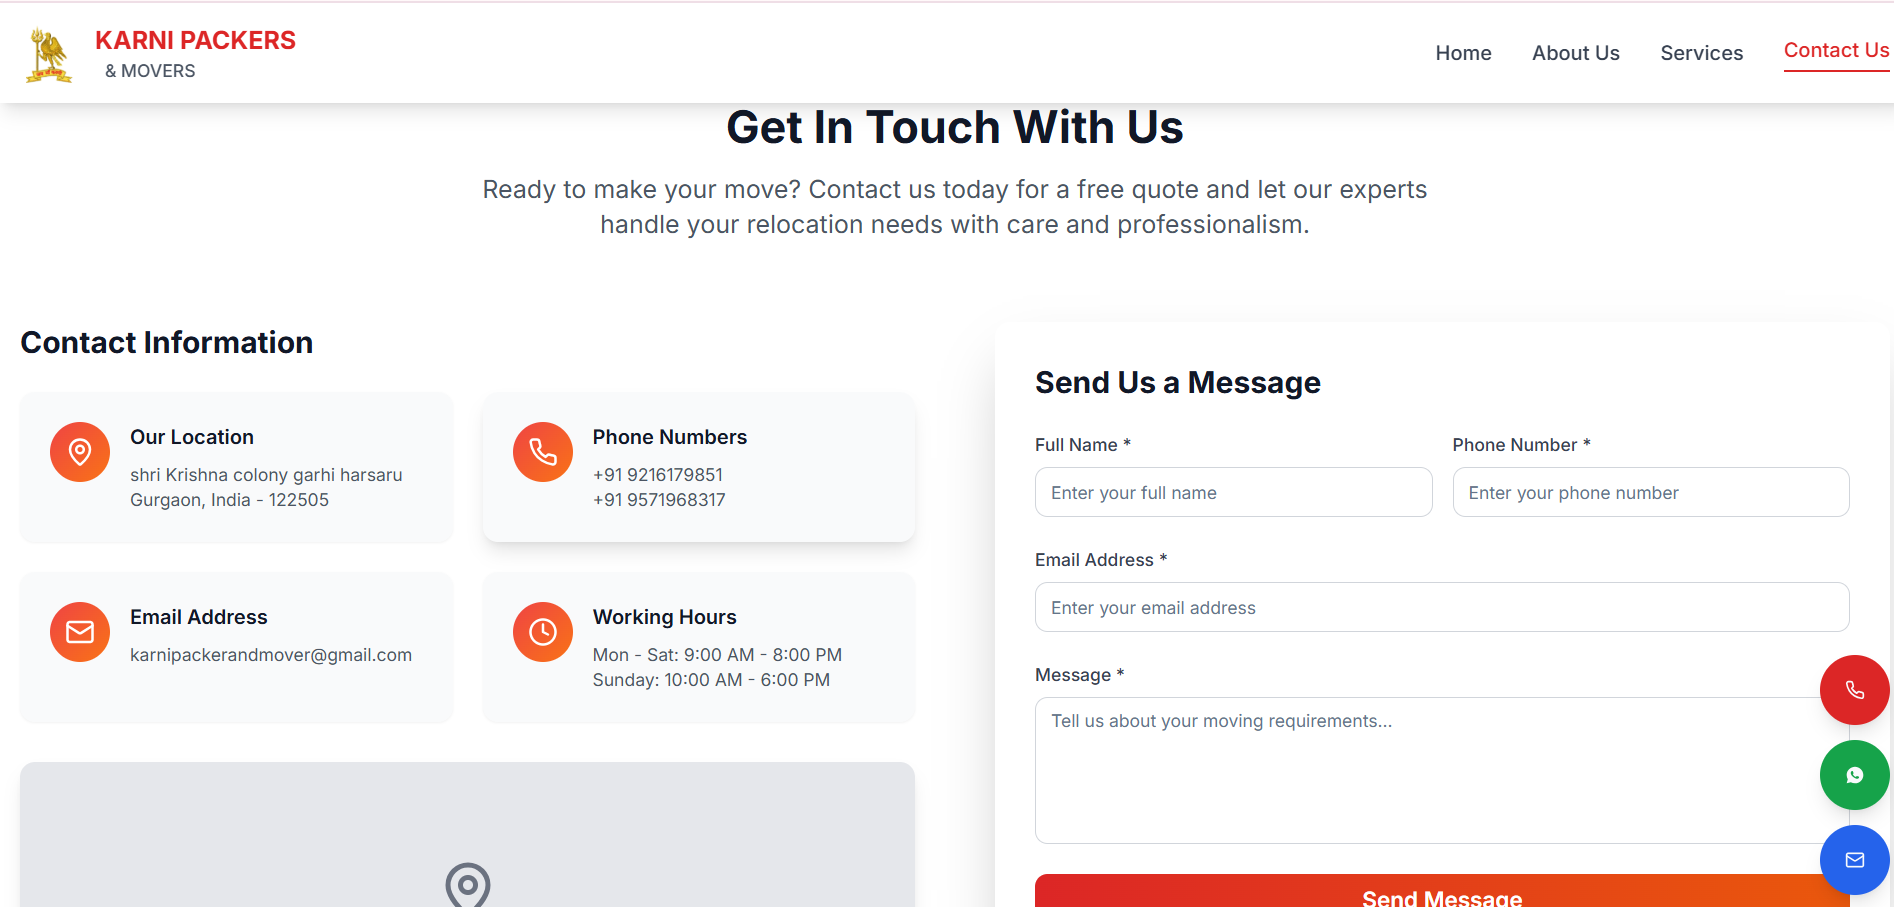 KARNI PACKERS
& MOVERS
Home
About Us
Services
Contact Us
Get In Touch With Us
Ready to make your move? Contact us today for a free quote and let our experts
handle your relocation needs with care and professionalism.
Contact Information
Our Location
shri Krishna colony garhi harsaru
Gurgaon, India - 122505
Phone Numbers
+91 9216179851
+91 9571968317
Email Address
karnipackerandmover@gmail.com
Working Hours
Mon - Sat: 9:00 AM - 8:00 PM
Sunday: 10:00 AM - 6:00 PM
Send Us a Message
Full Name *
Enter your full name
Phone Number *
Enter your phone number
Email Address *
Enter your email address
Message *
Tell us about your moving requirements...
Send Message